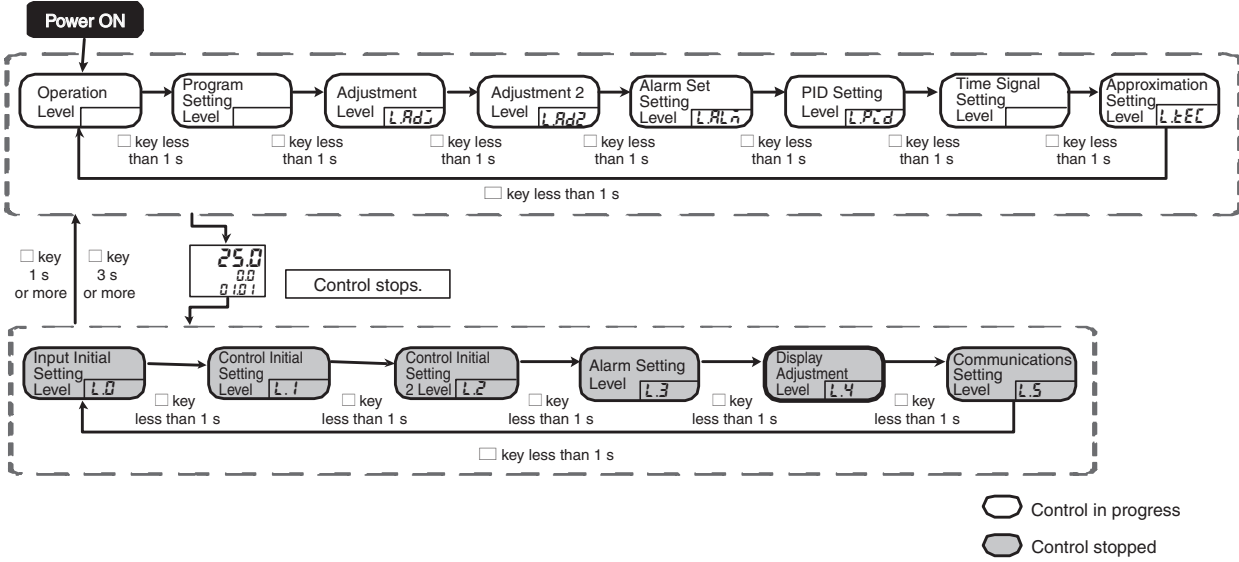 Power ON
Operation
Level
Program
Setting
Level
Adjustment
Level L.AdJ
Adjustment 2
Level L.Ad2
Alarm Set
Setting
Level L.ALM
PID Setting
Level L.PId
Time Signal
Setting
Level
Approximation
Setting
Level L.tEC
□ key less
than 1 s
□ key less
than 1 s
□ key less
than 1 s
□ key less
than 1 s
□ key less
than 1 s
□ key less
than 1 s
□ key less
than 1 s
□ key less than 1 s
□ key
1 s
or more
□ key
3 s
or more
25.0
0.0
01.01
Control stops.
Input Initial
Setting
Level L.0
Control Initial
Setting
Level L.1
Control Initial
Setting
2 Level L.2
Alarm Setting
Level L.3
Display
Adjustment
Level L.4
Communications
Setting
Level L.5
□ key
less than 1 s
□ key
less than 1 s
□ key
less than 1 s
□ key
less than 1 s
□ key
less than 1 s
□ key less than 1 s
Control in progress
Control stopped